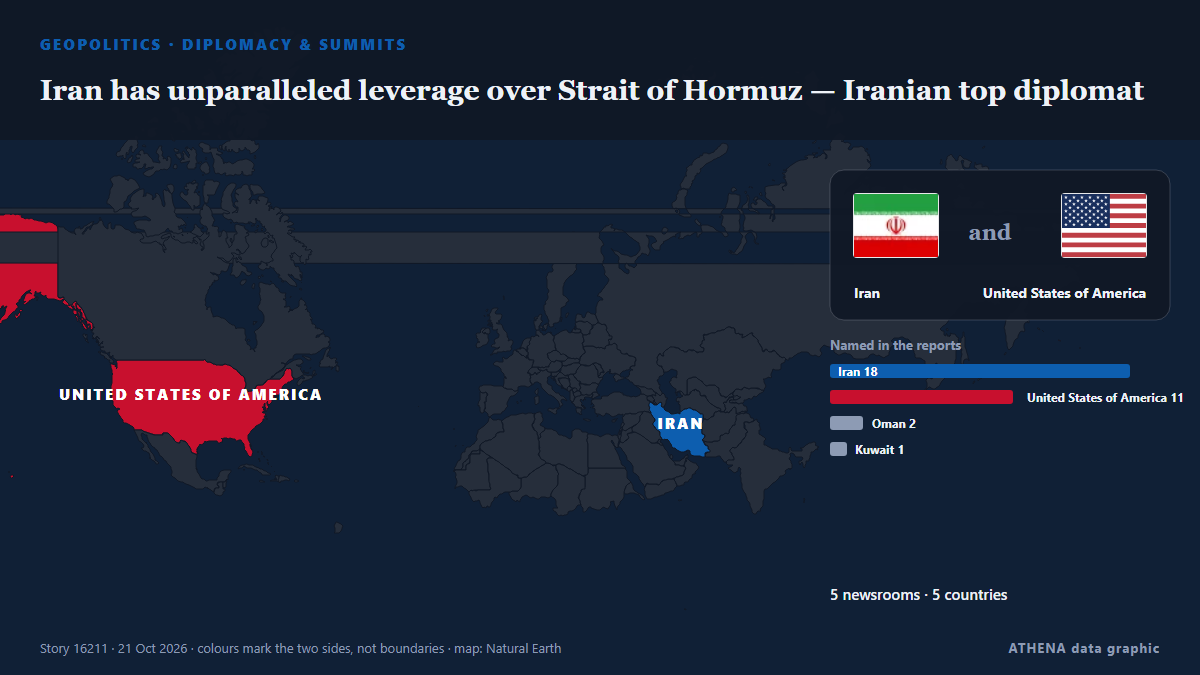 GEOPOLITICS · DIPLOMACY & SUMMITS
Iran has unparalleled leverage over Strait of Hormuz — Iranian top diplomat
and
Iran
United States of America
Named in the reports
Iran 18
United States of America 11
Oman 2
Kuwait 1
UNITED STATES OF AMERICA
IRAN
5 newsrooms · 5 countries
Story 16211 · 21 Oct 2026 · colours mark the two sides, not boundaries · map: Natural Earth
ATHENA data graphic